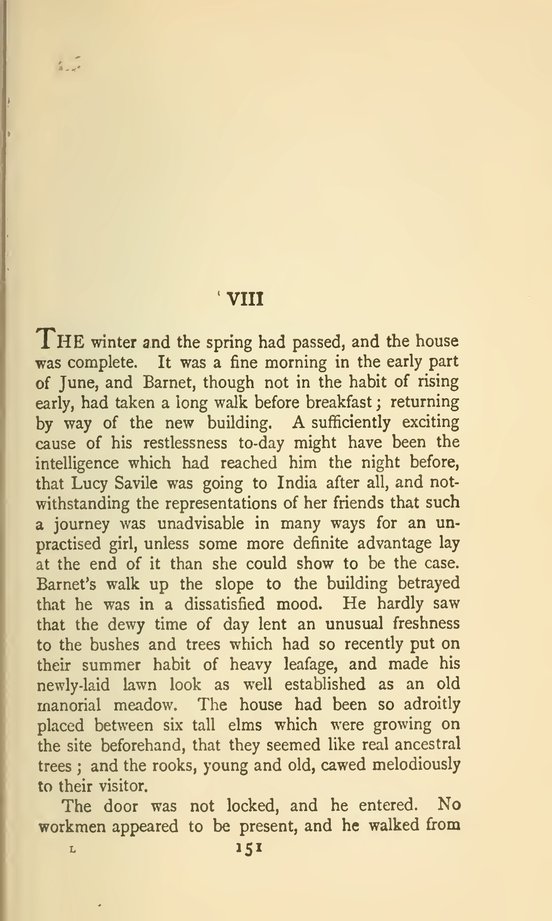 VIII
THE winter and the spring had passed, and the house
was complete. It was a fine morning in the early part
of June, and Barnet, though not in the habit of rising
early, had taken a long walk before breakfast ; returning
by way of the new building. A sufficiently exciting
cause of his restlessness to-day might have been the
intelligence which had reached him the night before,
that Lucy Savile was going to India after all, and not-
withstanding the representations of her friends that such
a journey was unadvisable in many ways for an un-
practised girl, unless some more definite advantage lay
at the end of it than she could show to be the case.
Barnet's walk up the slope to the building betrayed
that he was in a dissatisfied mood. He hardly saw
that the dewy time of day lent an unusual freshness
to the bushes and trees which had so recently put on
their summer habit of heavy leafage, and made his
newly-laid lawn look as well established as an old
manorial meadow. The house had been so adroitly
placed between six tall elms which were growing on
the site beforehand, that they seemed like real ancestral
trees ; and the rooks, young and old, cawed melodiously
to their visitor.
The door was not locked, and he entered. No
workmen appeared to be present, and he walked from
L 151